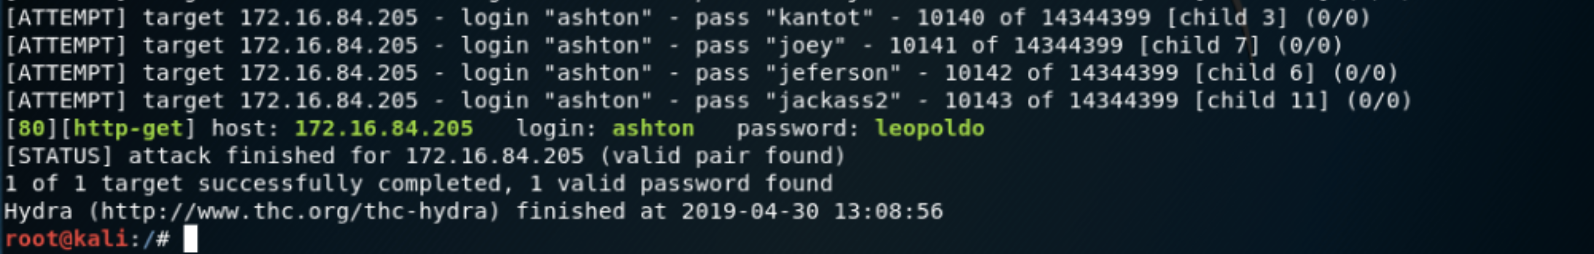 [ATTEMPT] target 172.16.84.205 - login "ashton" - pass "kantot" - 10140 of 14344399 [child 3] (0/0)
[ATTEMPT] target 172.16.84.205 - login "ashton" - pass "joey" - 10141 of 14344399 [child 7] (0/0)
[ATTEMPT] target 172.16.84.205 - login "ashton" - pass "jeferson" - 10142 of 14344399 [child 6] (0/0)
[ATTEMPT] target 172.16.84.205 - login "ashton" - pass "jackass2" - 10143 of 14344399 [child 11] (0/0)
[80][http-get] host: 172.16.84.205   login: ashton   password: leopoldo
[STATUS] attack finished for 172.16.84.205 (valid pair found)
1 of 1 target successfully completed, 1 valid password found
Hydra (http://www.thc.org/thc-hydra) finished at 2019-04-30 13:08:56
root@kali:/#